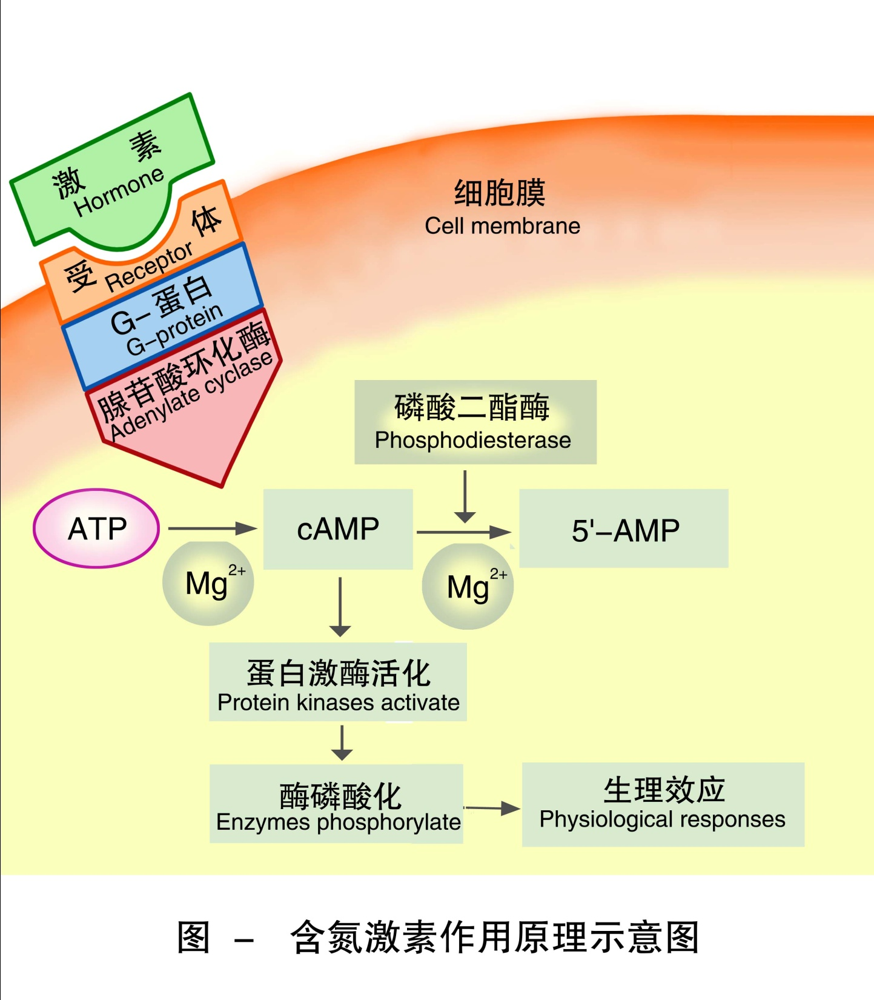 激 素
Hormone
受 体
Receptor
G-蛋白
G-protein
腺苷酸环化酶
Adenylate cyclase
细胞膜
Cell membrane
磷酸二酯酶
Phosphodiesterase
ATP
cAMP
5'-AMP
Mg2+
Mg2+
蛋白激酶活化
Protein kinases activate
酶磷酸化
Enzymes phosphorylate
生理效应
Physiological responses
图 - 含氮激素作用原理示意图